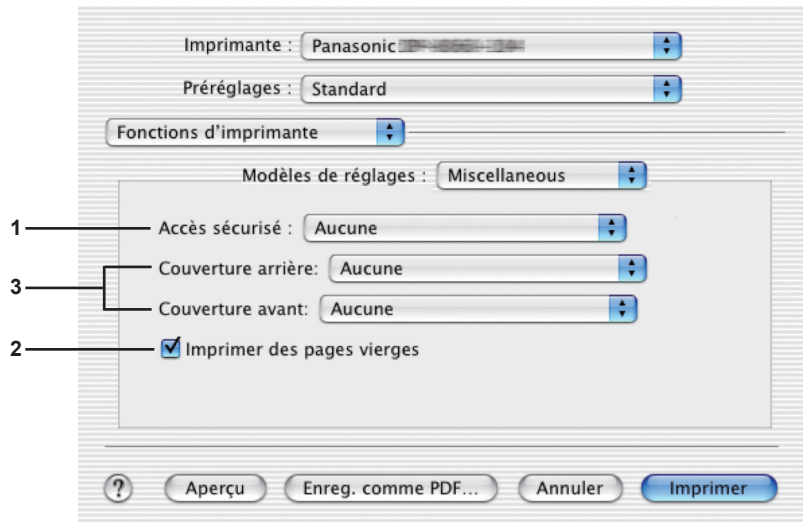 Imprimante : Panasonic
Préréglages : Standard
Fonctions d'imprimante
Modèles de réglages : Miscellaneous
1 Accès sécurisé : Aucune
Couverture arrière: Aucune
3
Couverture avant: Aucune
2 Imprimer des pages vierges
? Aperçu Enreg. comme PDF... Annuler Imprimer